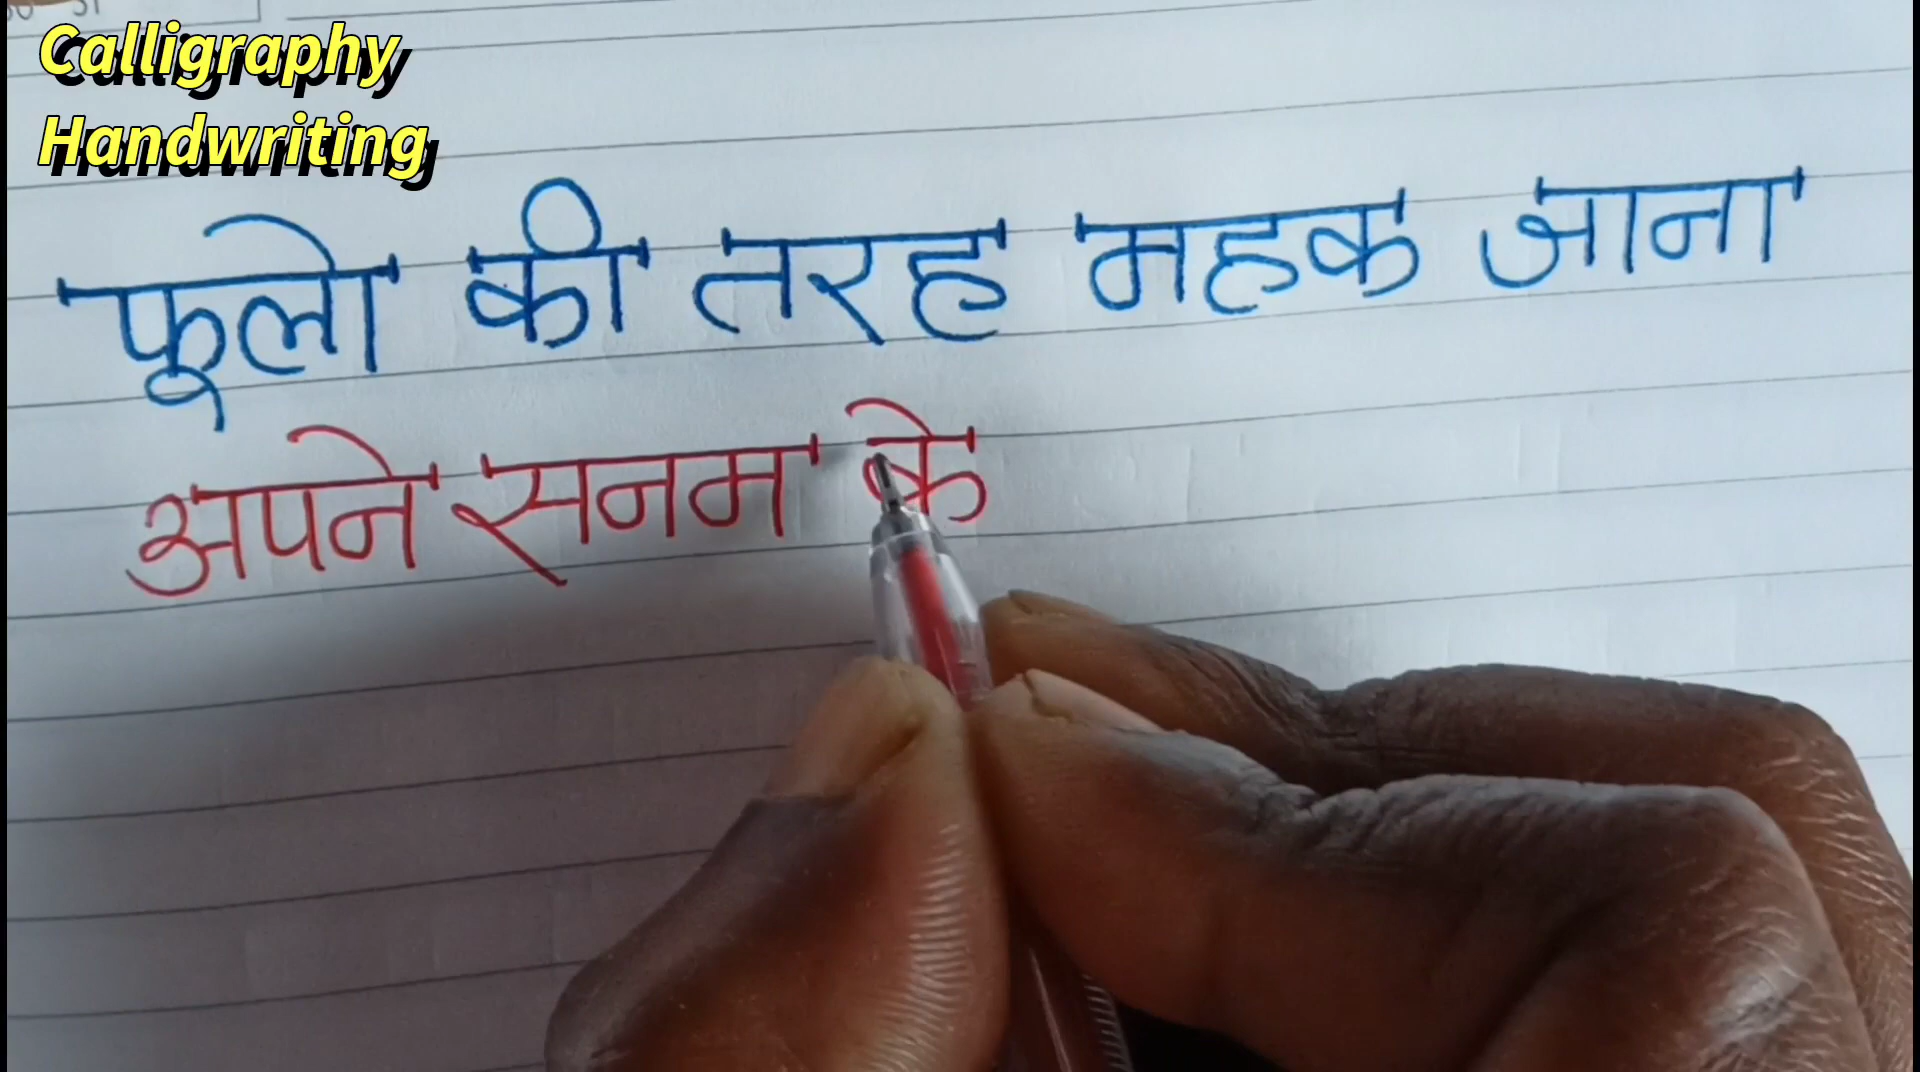 Calligraphy
Handwriting
फूलो की तरह महक जाना
अपने सनम के